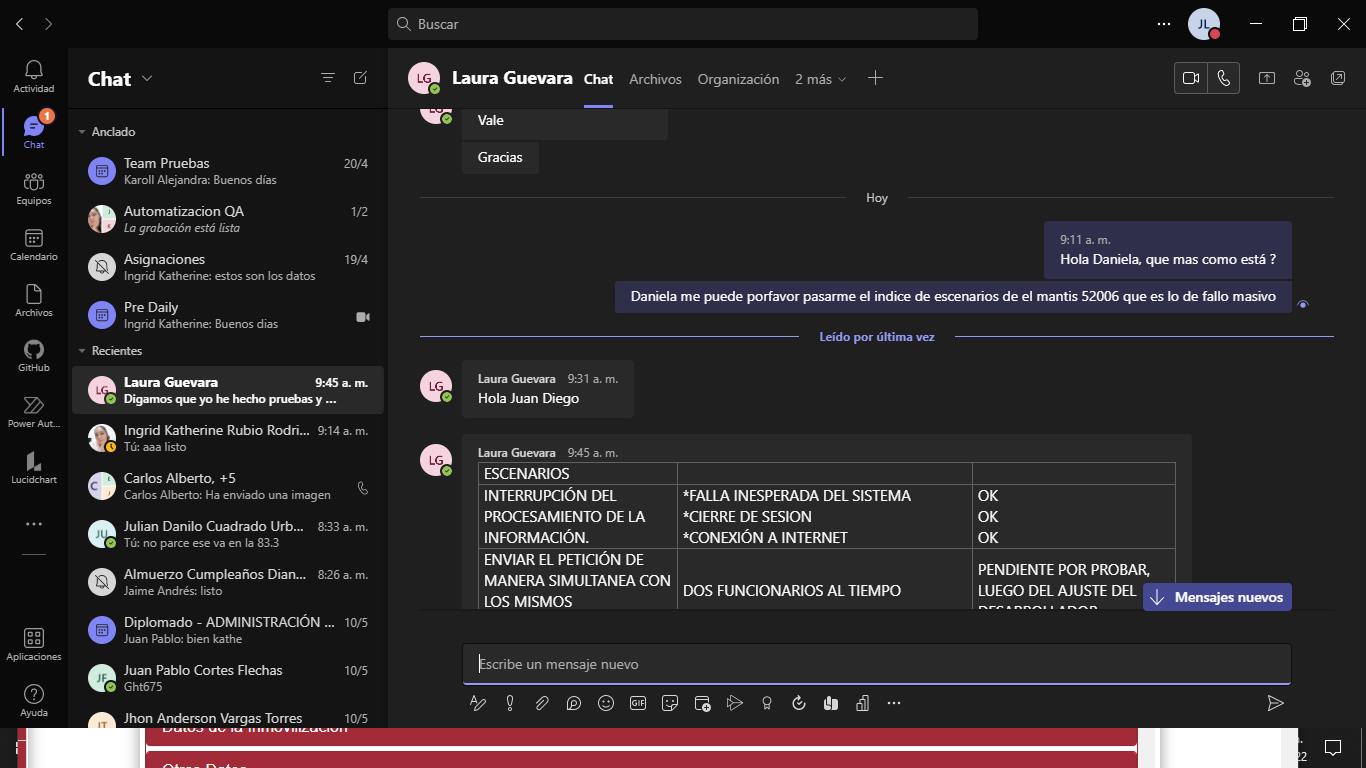 Buscar
JL
Actividad
1
Chat
Equipos
Calendario
Archivos
GitHub
Power Aut...
Lucidchart
Aplicaciones
Ayuda
Chat
Anclado
Team Pruebas 20/4
Karoll Alejandra: Buenos días
Automatizacion QA 1/2
La grabación está lista
Asignaciones 19/4
Ingrid Katherine: estos son los datos
Pre Daily
Ingrid Katherine: Buenos dias
Recientes
LG
Laura Guevara 9:45 a. m.
Digamos que yo he hecho pruebas y ...
Ingrid Katherine Rubio Rodri... 9:14 a. m.
Tú: aaa listo
C
Carlos Alberto, +5
Carlos Alberto: Ha enviado una imagen
JU
Julian Danilo Cuadrado Urb... 8:33 a. m.
Tú: no parce ese va en la 83.3
Almuerzo Cumpleaños Dian... 8:26 a. m.
Jaime Andrés: listo
Diplomado - ADMINISTRACIÓN ... 10/5
Juan Pablo: bien kathe
JF
Juan Pablo Cortes Flechas 10/5
Ght675
JT
Jhon Anderson Vargas Torres 10/5
LG
Laura Guevara Chat Archivos Organización 2 más
LG
Vale
Gracias
Hoy
9:11 a. m.
Hola Daniela, que mas como está ?
Daniela me puede porfavor pasarme el indice de escenarios de el mantis 52006 que es lo de fallo masivo
Leído por última vez
LG
Laura Guevara 9:31 a. m.
Hola Juan Diego
LG
Laura Guevara 9:45 a. m.
ESCENARIOS
INTERRUPCIÓN DEL *FALLA INESPERADA DEL SISTEMA OK
PROCESAMIENTO DE LA *CIERRE DE SESION OK
INFORMACIÓN. *CONEXIÓN A INTERNET OK
ENVIAR EL PETICIÓN DE
MANERA SIMULTANEA CON
LOS MISMOS
DOS FUNCIONARIOS AL TIEMPO
PENDIENTE POR PROBAR,
LUEGO DEL AJUSTE DEL
DESARROLLADOR
Mensajes nuevos
Escribe un mensaje nuevo
GIF
Datos de la Inmovilización
Otros Datos
22